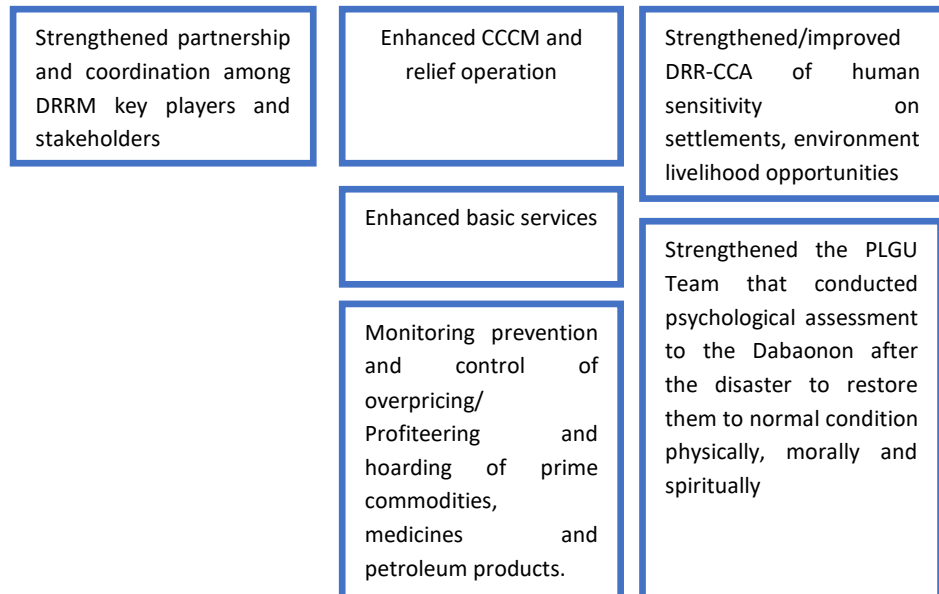 Strengthened partnership
and coordination among
DRRM key players and
stakeholders
Enhanced CCCM and
relief operation
Enhanced basic services
Monitoring prevention
and control of
overpricing/
Profiteering and
hoarding of prime
commodities,
medicines and
petroleum products.
Strengthened/improved
DRR-CCA of human
sensitivity on
settlements, environment
livelihood opportunities
Strengthened the PLGU
Team that conducted
psychological assessment
to the Dabaonon after
the disaster to restore
them to normal condition
physically, morally and
spiritually